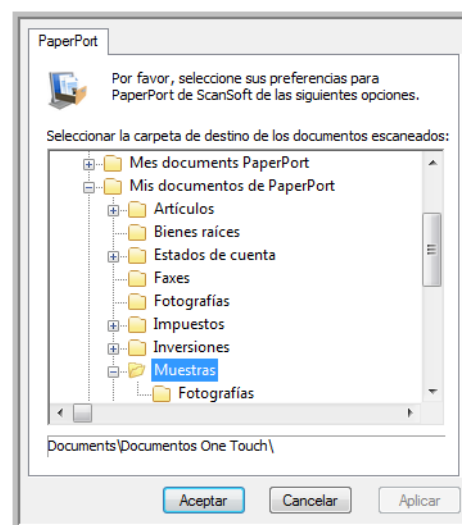 PaperPort
Por favor, seleccione sus preferencias para
PaperPort de ScanSoft de las siguientes opciones.
Seleccionar la carpeta de destino de los documentos escaneados:
Mes documents PaperPort
Mis documentos de PaperPort
Artículos
Bienes raíces
Estados de cuenta
Faxes
Fotografías
Impuestos
Inversiones
Muestras
Fotografías
Documents\Documentos One Touch\
Aceptar Cancelar Aplicar